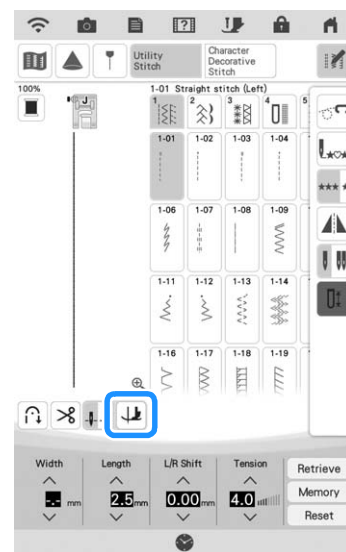 Utility
Stitch
Character
Decorative
Stitch
100%
1-01 Straight stitch (Left)
J
1 2 3 4 5
1-01 1-02 1-03 1-04
1-06 1-07 1-08 1-09
1-11 1-12 1-13 1-14
1-16 1-17 1-18 1-19
Width Length L/R Shift Tension
-.- mm 2.5 mm 0.00 mm 4.0
Retrieve
Memory
Reset